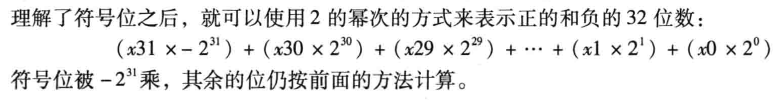 理解了符号位之后，就可以使用 2 的幂次的方式来表示正的和负的 32 位数：
（x31 × − 2³¹）+（x30 × 2³⁰）+（x29 × 2²⁹）+ ⋯ +（x1 × 2¹）+（x0 × 2⁰）
符号位被 − 2³¹乘，其余的位仍按前面的方法计算。